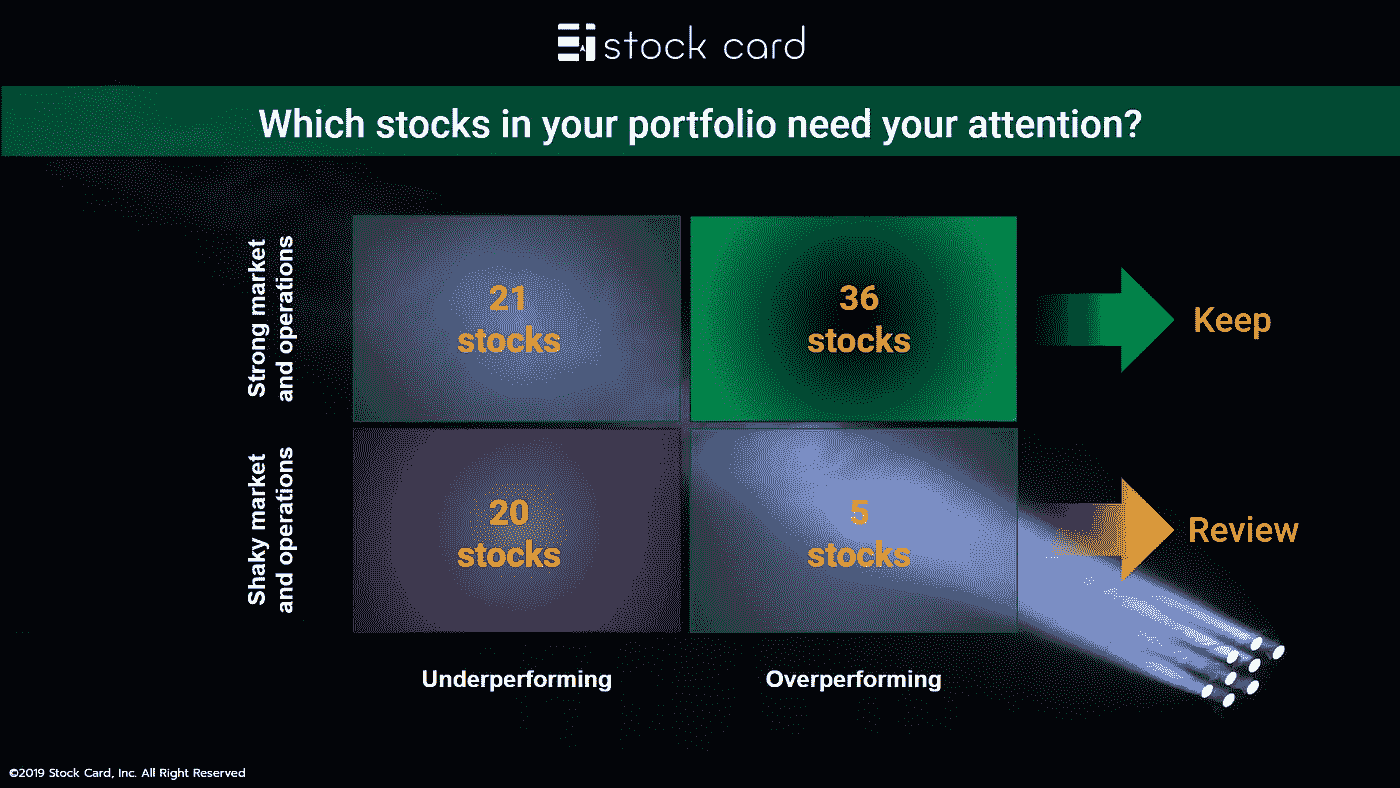 stock card
Which stocks in your portfolio need your attention?
Strong market
and operations
21
stocks
36
stocks
Keep
Shaky market
and operations
20
stocks
5
stocks
Review
Underperforming
Overperforming
©2019 Stock Card, Inc. All Right Reserved